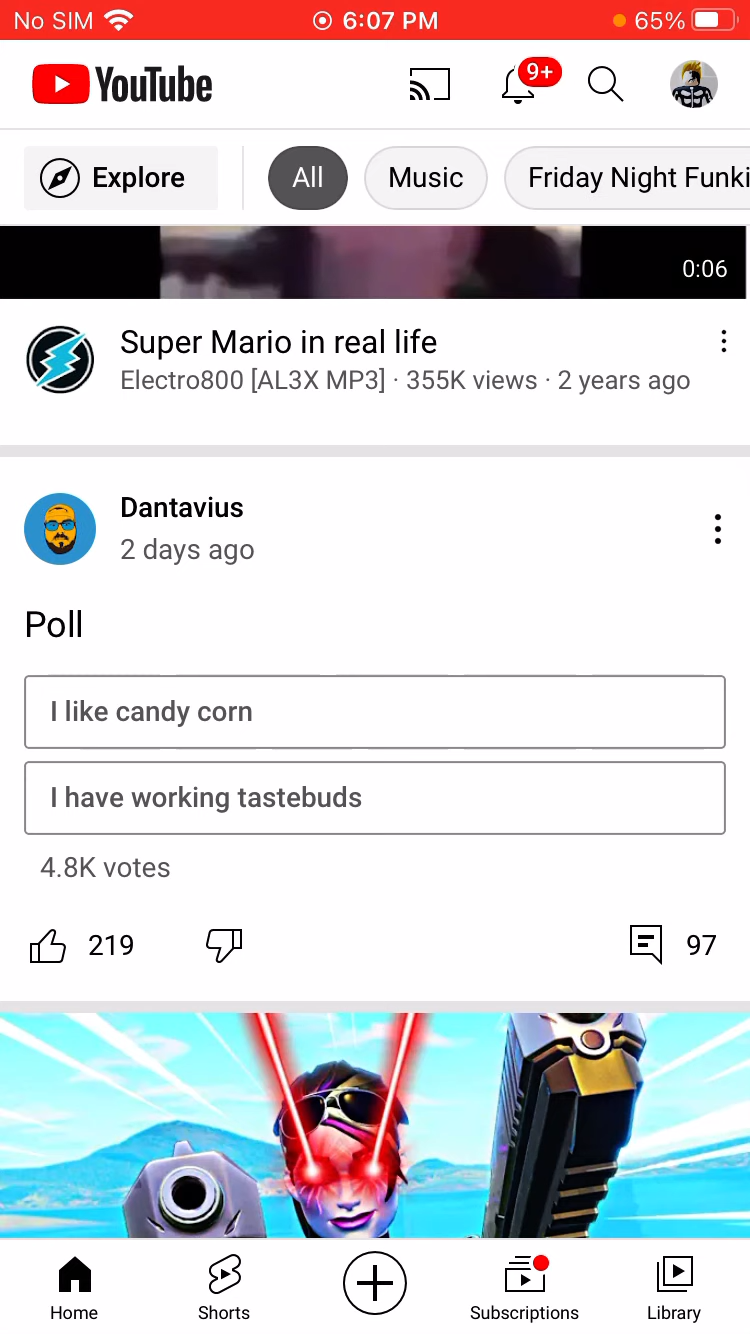 No SIM 6:07 PM 65%
YouTube 9+
Explore All Music Friday Night Funki
0:06
Super Mario in real life
Electro800 [AL3X MP3] · 355K views · 2 years ago
Dantavius
2 days ago
Poll
I like candy corn
I have working tastebuds
4.8K votes
219 97
Home Shorts Subscriptions Library